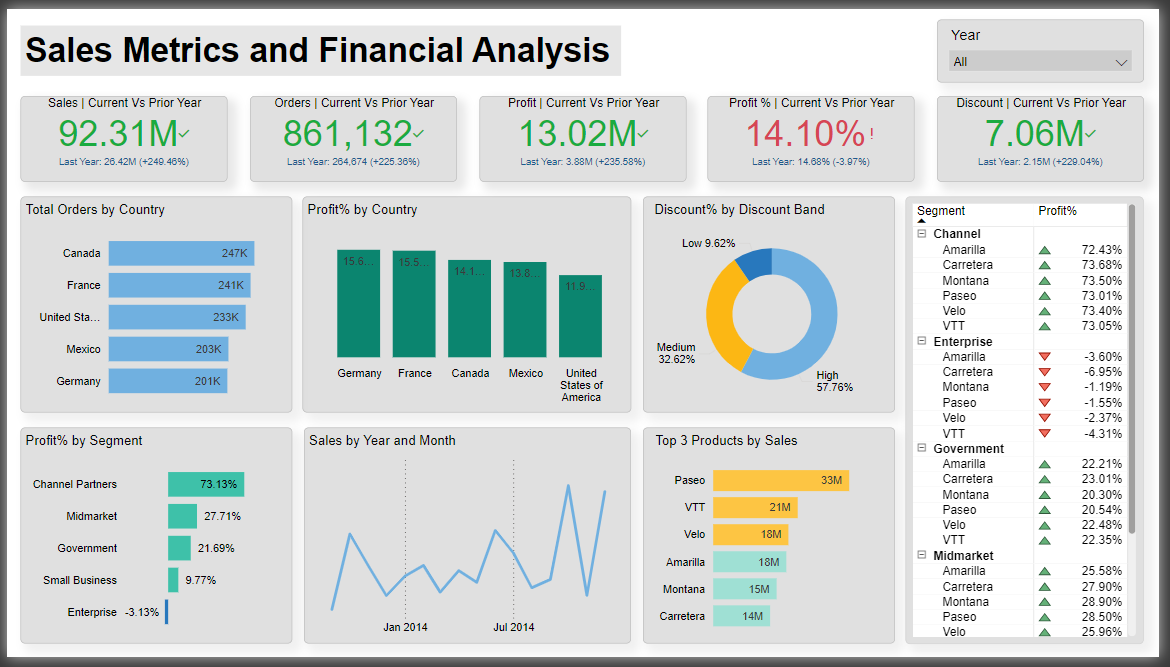 Sales Metrics and Financial Analysis
Year
All
Sales | Current Vs Prior Year
92.31M
Last Year: 26.42M (+249.46%)
Orders | Current Vs Prior Year
861,132
Last Year: 264,674 (+225.36%)
Profit | Current Vs Prior Year
13.02M
Last Year: 3.88M (+235.58%)
Profit % | Current Vs Prior Year
14.10% !
Last Year: 14.68% (-3.97%)
Discount | Current Vs Prior Year
7.06M
Last Year: 2.15M (+229.04%)
Total Orders by Country
Canada 247K
France 241K
United Sta... 233K
Mexico 203K
Germany 201K
Profit% by Country
15.6... 15.5... 14.1... 13.8... 11.9...
Germany France Canada Mexico United
States of
America
Discount% by Discount Band
Low 9.62%
Medium
32.62%
High
57.76%
Segment Profit%
Channel
Amarilla 72.43%
Carretera 73.68%
Montana 73.50%
Paseo 73.01%
Velo 73.40%
VTT 73.05%
Enterprise
Amarilla -3.60%
Carretera -6.95%
Montana -1.19%
Paseo -1.55%
Velo -2.37%
VTT -4.31%
Government
Amarilla 22.21%
Carretera 23.01%
Montana 20.30%
Paseo 20.54%
Velo 22.48%
VTT 22.35%
Midmarket
Amarilla 25.58%
Carretera 27.90%
Montana 28.90%
Paseo 28.50%
Velo 25.96%
Profit% by Segment
Channel Partners 73.13%
Midmarket 27.71%
Government 21.69%
Small Business 9.77%
Enterprise -3.13%
Sales by Year and Month
Jan 2014 Jul 2014
Top 3 Products by Sales
Paseo 33M
VTT 21M
Velo 18M
Amarilla 18M
Montana 15M
Carretera 14M